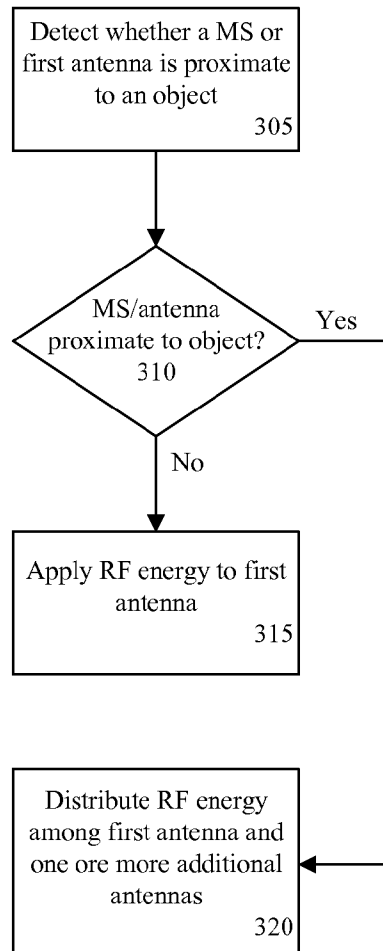 Detect whether a MS or
first antenna is proximate
to an object
305
MS/antenna
proximate to object?
310
Yes
No
Apply RF energy to first
antenna
315
Distribute RF energy
among first antenna and
one ore more additional
antennas
320